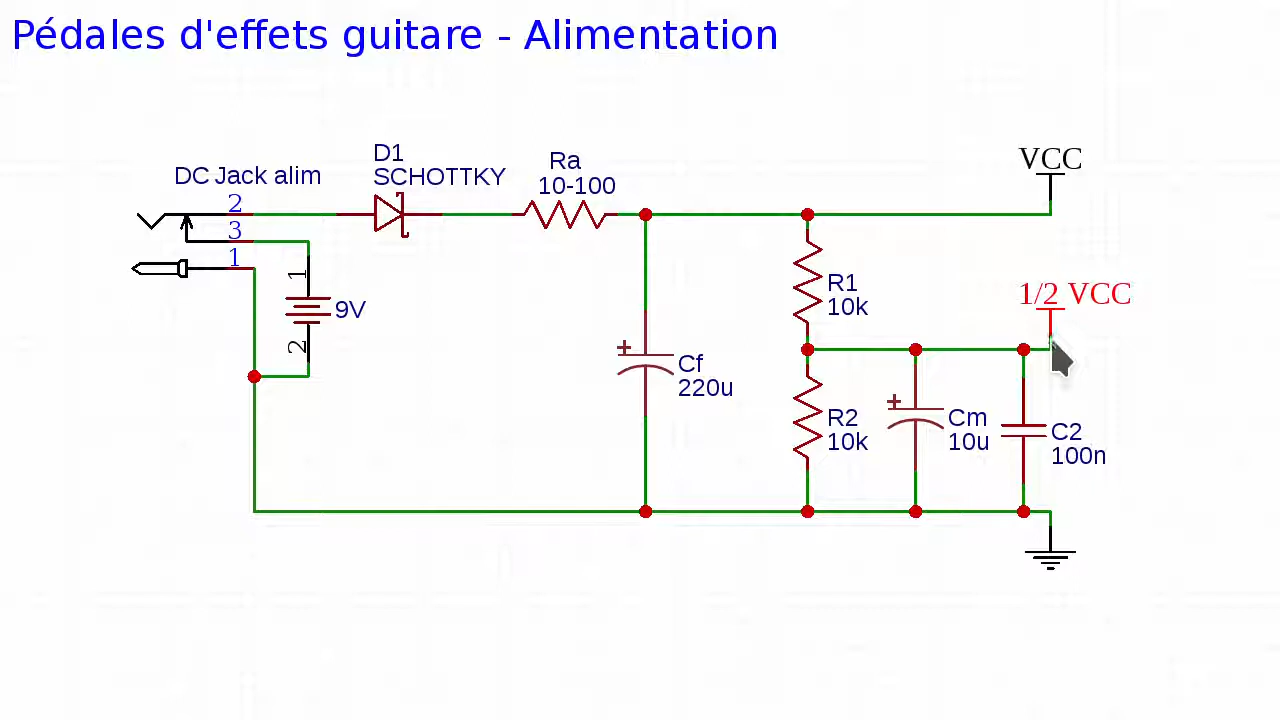 Pédales d'effets guitare - Alimentation
D1
SCHOTTKY
Ra
10-100
VCC
DC Jack alim
2
3
1
1
9V
2
R1
10k
1/2 VCC
Cf
220u
R2
10k
Cm
10u
C2
100n